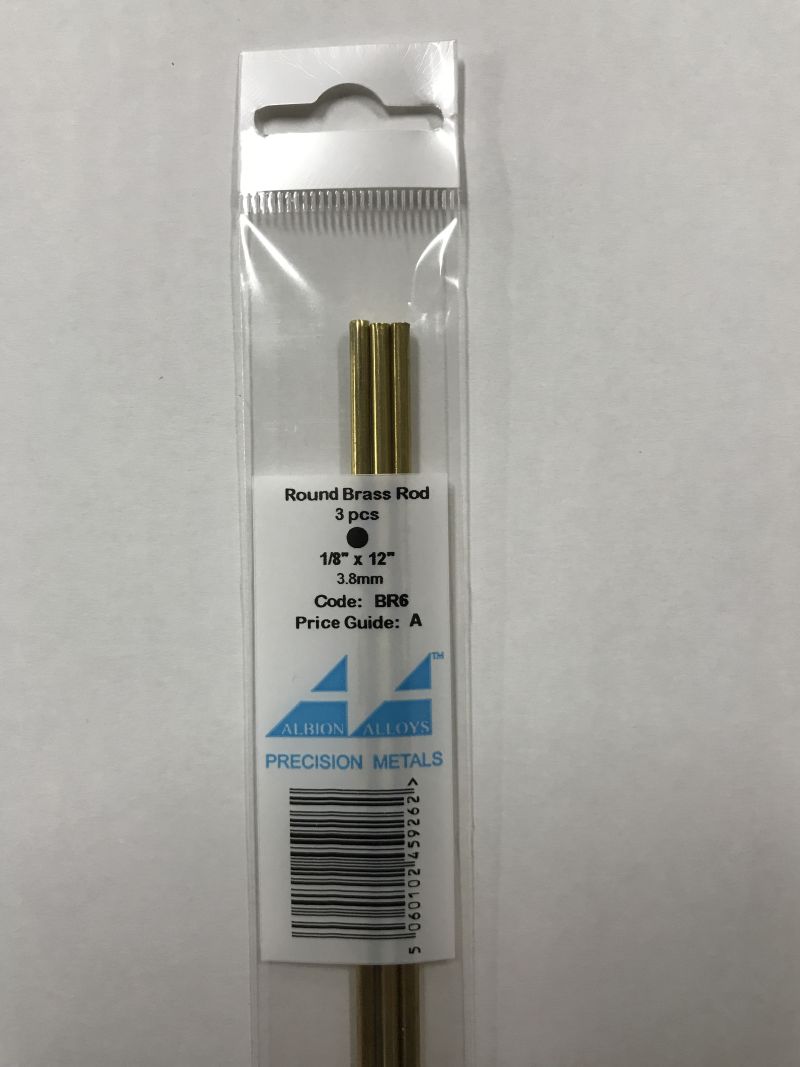 Round Brass Rod
3 pcs
1/8" x 12"
3.8mm
Code: BR6
Price Guide: A
TM
ALBION ALLOYS
PRECISION METALS
5 060102 459262 >